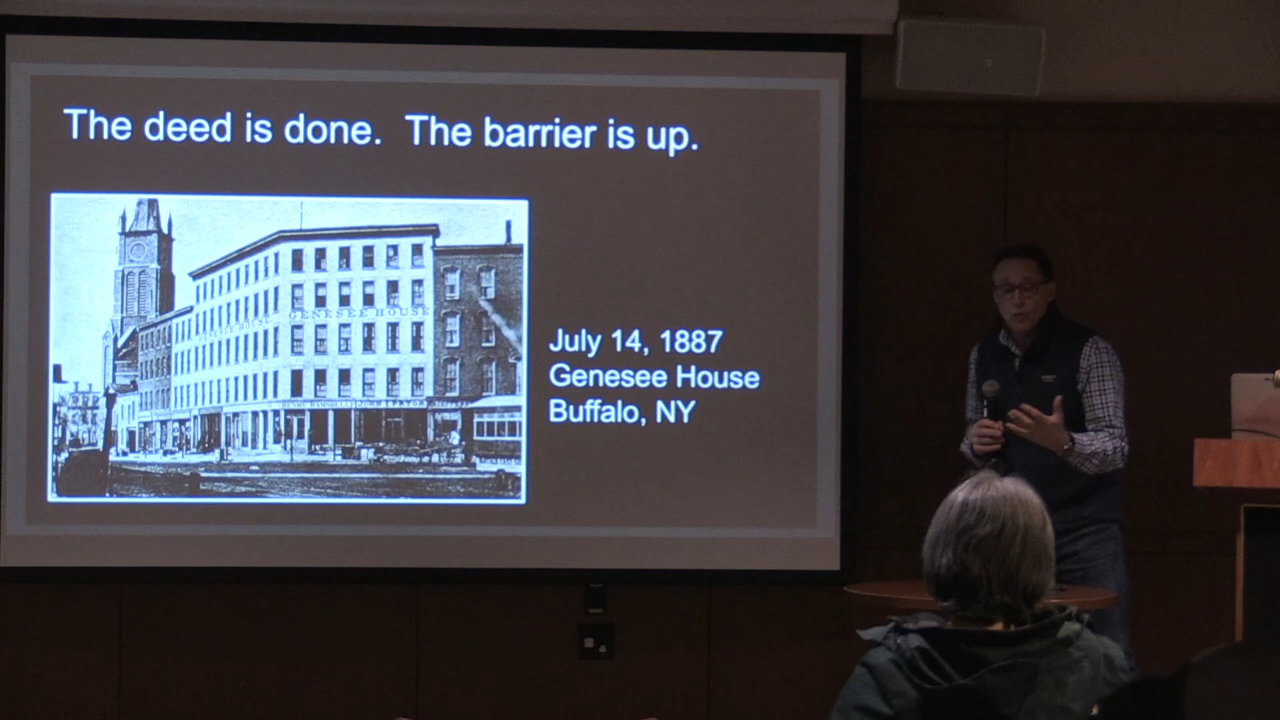 The deed is done. The barrier is up.
GENESEE HOUSE
July 14, 1887
Genesee House
Buffalo, NY